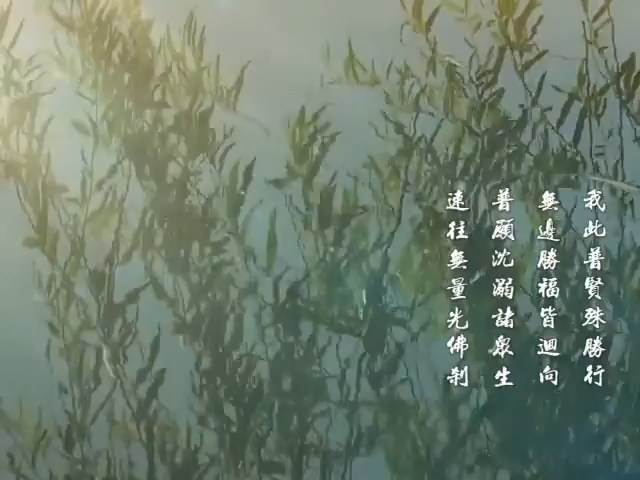 我此普賢殊勝行
無邊勝福皆迴向
普願沈溺諸眾生
速往無量光佛剎